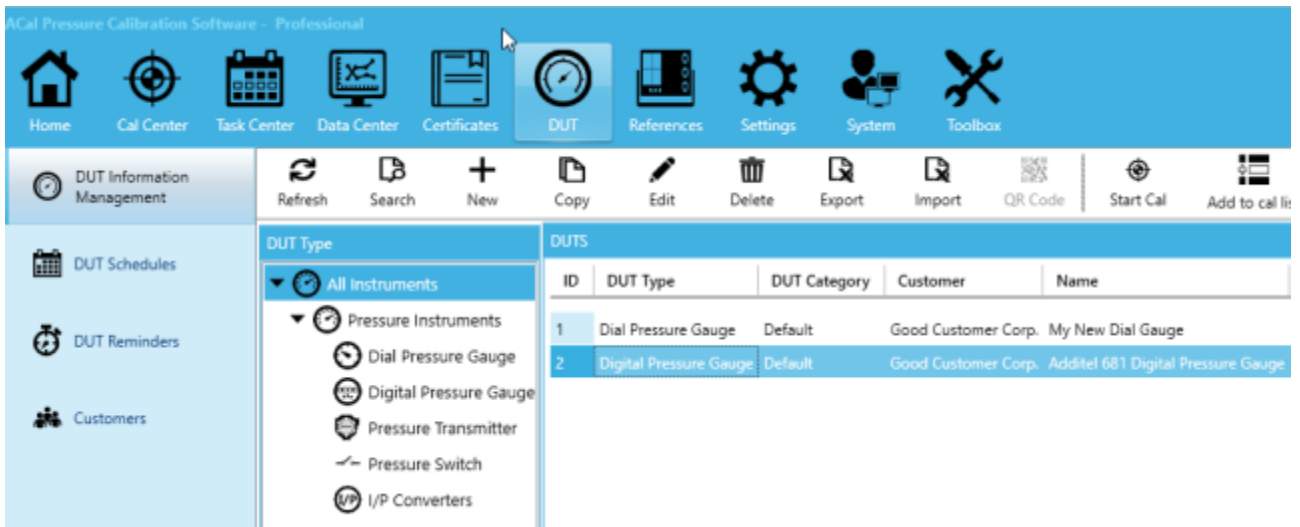 ACal Pressure Calibration Software - Professional
Home Cal Center Task Center Data Center Certificates DUT References Settings System Toolbox
DUT Information
Management
DUT Schedules
DUT Reminders
Customers
Refresh Search New Copy Edit Delete Export Import QR Code Start Cal Add to cal lis
DUT Type
All Instruments
Pressure Instruments
Dial Pressure Gauge
Digital Pressure Gauge
Pressure Transmitter
Pressure Switch
I/P I/P Converters
DUTS
ID DUT Type DUT Category Customer Name
1 Dial Pressure Gauge Default Good Customer Corp. My New Dial Gauge
2 Digital Pressure Gauge Default Good Customer Corp. Additel 681 Digital Pressure Gauge